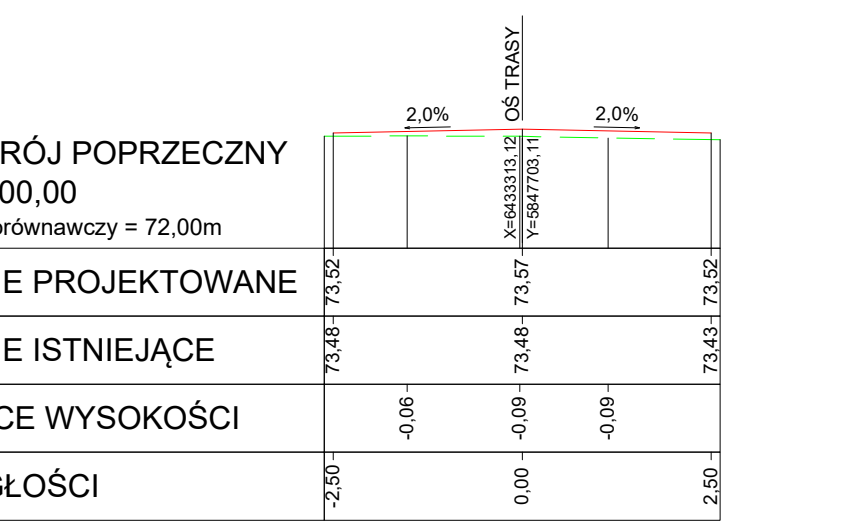 OŚ TRASY
2,0% 2,0%
X=6433313,12
Y=5847703,11
RÓJ POPRZECZNY
00,00
orównawczy = 72,00m
E PROJEKTOWANE 73,52 73,57 73,52
E ISTNIEJĄCE 73,48 73,48 73,43
CE WYSOKOŚCI -0,06 -0,09 -0,09
GŁOŚCI -2,50 0,00 2,50